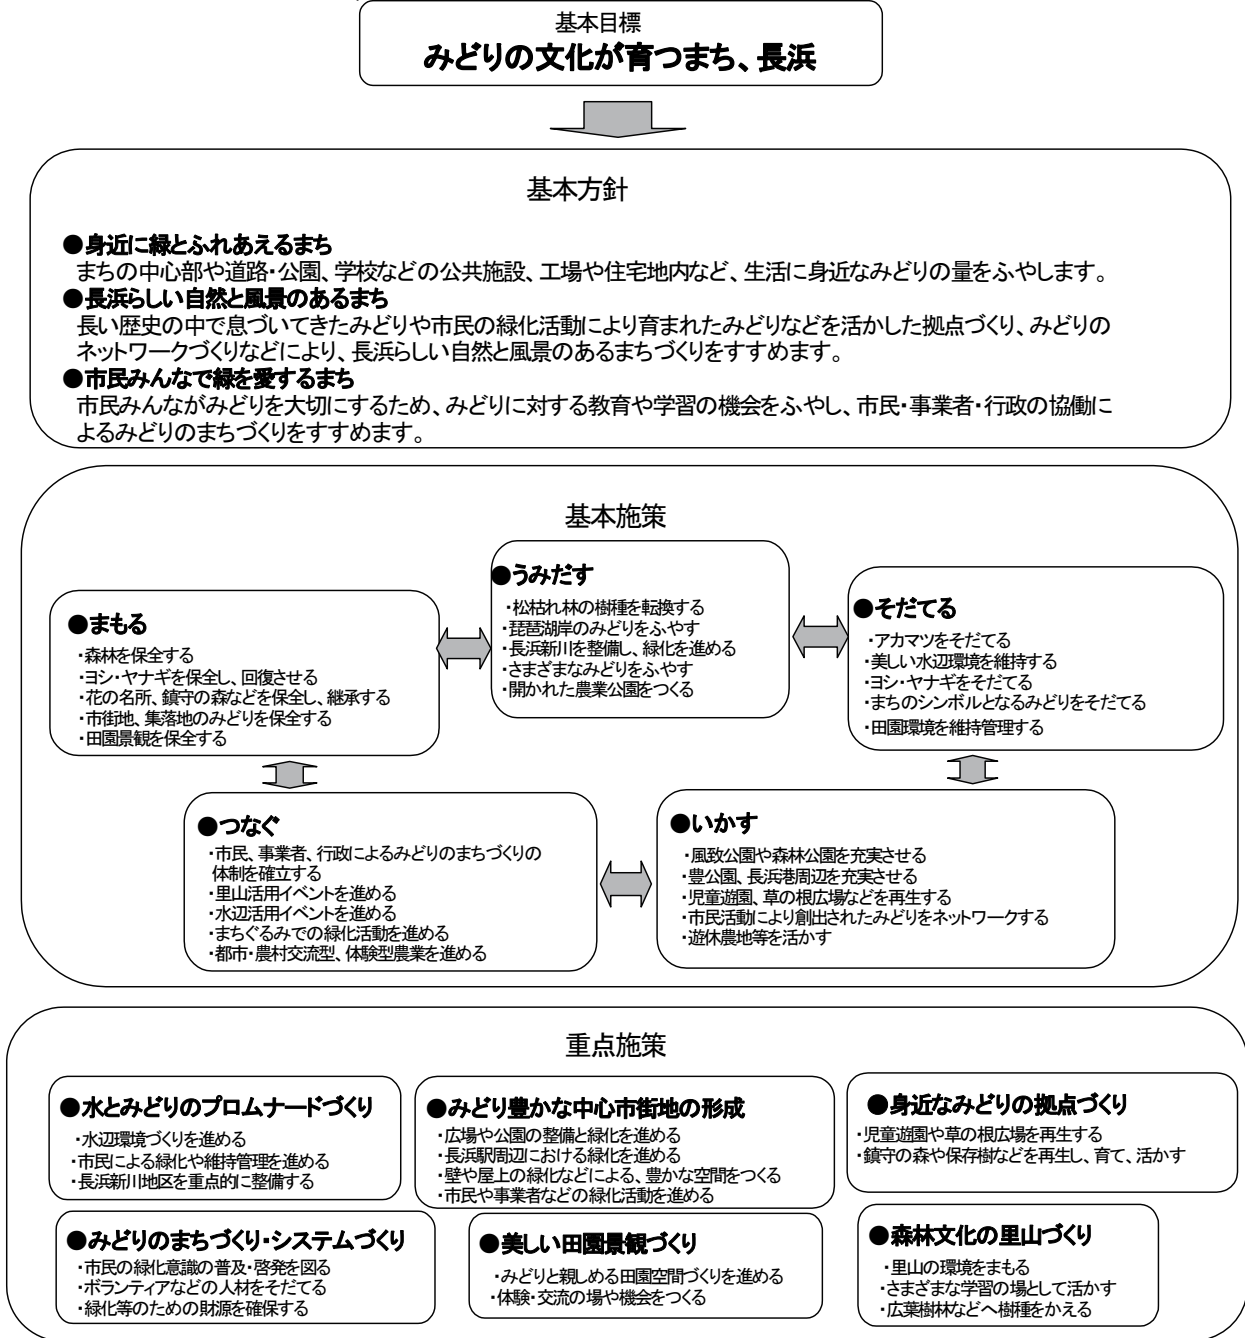 基本目標
みどりの文化が育つまち、長浜
基本方針
●身近に緑とふれあえるまち
まちの中心部や道路・公園、学校などの公共施設、工場や住宅地内など、生活に身近なみどりの量をふやします。
●長浜らしい自然と風景のあるまち
長い歴史の中で息づいてきたみどりや市民の緑化活動により育まれたみどりなどを活かした拠点づくり、みどりの
ネットワークづくりなどにより、長浜らしい自然と風景のあるまちづくりをすすめます。
●市民みんなで緑を愛するまち
市民みんながみどりを大切にするため、みどりに対する教育や学習の機会をふやし、市民・事業者・行政の協働に
よるみどりのまちづくりをすすめます。
基本施策
●まもる
・森林を保全する
・ヨシ・ヤナギを保全し、回復させる
・花の名所、鎮守の森などを保全し、継承する
・市街地、集落地のみどりを保全する
・田園景観を保全する
●うみだす
・松枯れ林の樹種を転換する
・琵琶湖岸のみどりをふやす
・長浜新川を整備し、緑化を進める
・さまざまなみどりをふやす
・開かれた農業公園をつくる
●そだてる
・アカマツをそだてる
・美しい水辺環境を維持する
・ヨシ・ヤナギをそだてる
・まちのシンボルとなるみどりをそだてる
・田園環境を維持管理する
●つなぐ
・市民、事業者、行政によるみどりのまちづくりの
体制を確立する
・里山活用イベントを進める
・水辺活用イベントを進める
・まちぐるみでの緑化活動を進める
・都市・農村交流型、体験型農業を進める
●いかす
・風致公園や森林公園を充実させる
・豊公園、長浜港周辺を充実させる
・児童遊園、草の根広場などを再生する
・市民活動により創出されたみどりをネットワークする
・遊休農地等を活かす
重点施策
●水とみどりのプロムナードづくり
・水辺環境づくりを進める
・市民による緑化や維持管理を進める
・長浜新川地区を重点的に整備する
●みどり豊かな中心市街地の形成
・広場や公園の整備と緑化を進める
・長浜駅周辺における緑化を進める
・壁や屋上の緑化などによる、豊かな空間をつくる
・市民や事業者などの緑化活動を進める
●身近なみどりの拠点づくり
・児童遊園や草の根広場を再生する
・鎮守の森や保存樹などを再生し、育て、活かす
●みどりのまちづくり・システムづくり
・市民の緑化意識の普及・啓発を図る
・ボランティアなどの人材をそだてる
・緑化等のための財源を確保する
●美しい田園景観づくり
・みどりと親しめる田園空間づくりを進める
・体験・交流の場や機会をつくる
●森林文化の里山づくり
・里山の環境をまもる
・さまざまな学習の場として活かす
・広葉樹林などへ樹種をかえる